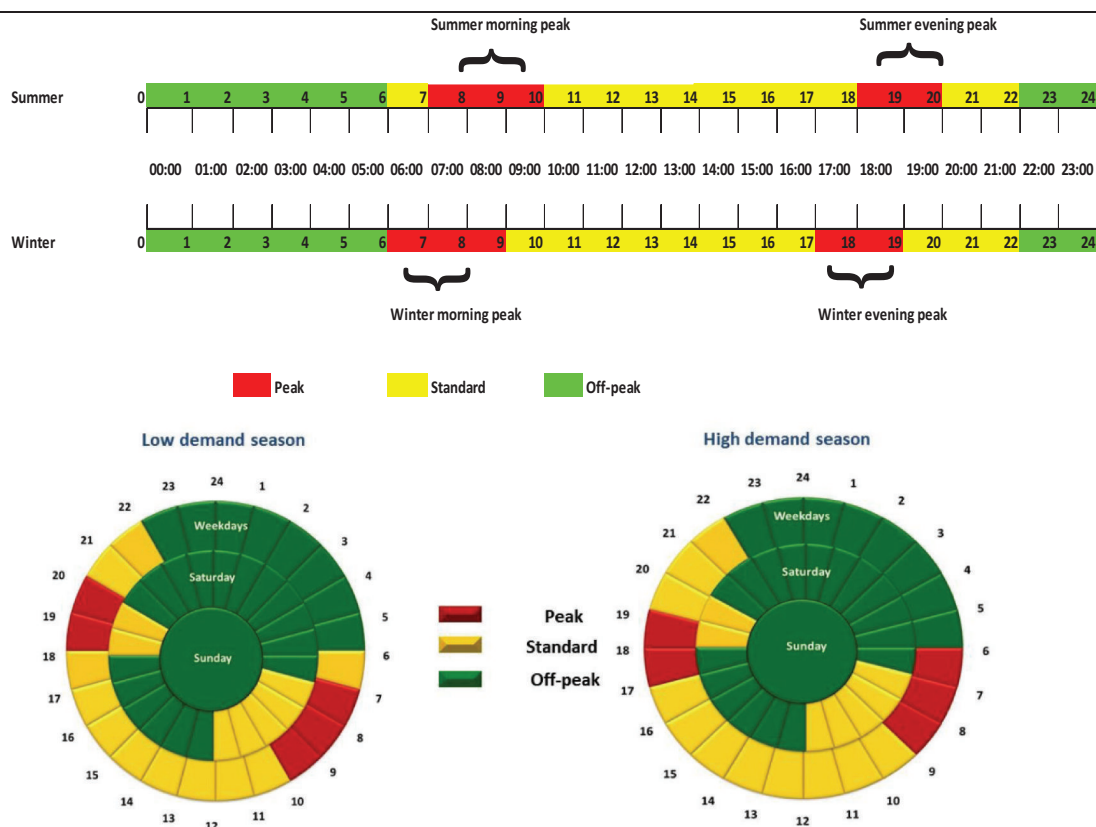 Summer morning peak Summer evening peak
Summer 0 1 2 3 4 5 6 7 8 9 10 11 12 13 14 15 16 17 18 19 20 21 22 23 24
00:00 01:00 02:00 03:00 04:00 05:00 06:00 07:00 08:00 09:00 10:00 11:00 12:00 13:00 14:00 15:00 16:00 17:00 18:00 19:00 20:00 21:00 22:00 23:00
Winter 0 1 2 3 4 5 6 7 8 9 10 11 12 13 14 15 16 17 18 19 20 21 22 23 24
Winter morning peak Winter evening peak
Peak Standard Off-peak
Low demand season
24 1 2 3 4 5 6 7 8 9 10 11 12 13 14 15 16 17 18 19 20 21 22 23
Weekdays
Saturday
Sunday
Peak
Standard
Off-peak
High demand season
24 1 2 3 4 5 6 7 8 9 10 11 12 13 14 15 16 17 18 19 20 21 22 23
Weekdays
Saturday
Sunday